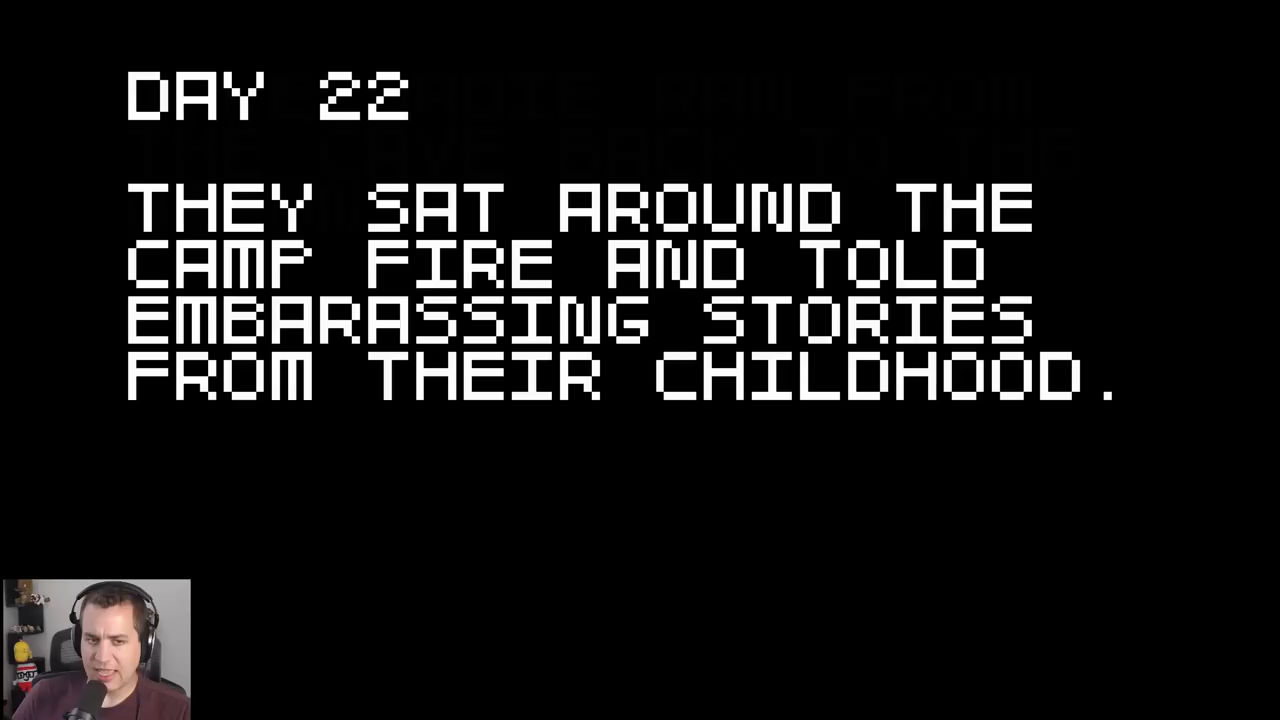 DAY 22
THEY SAT AROUND THE
CAMP FIRE AND TOLD
EMBARASSING STORIES
FROM THEIR CHILDHOOD.